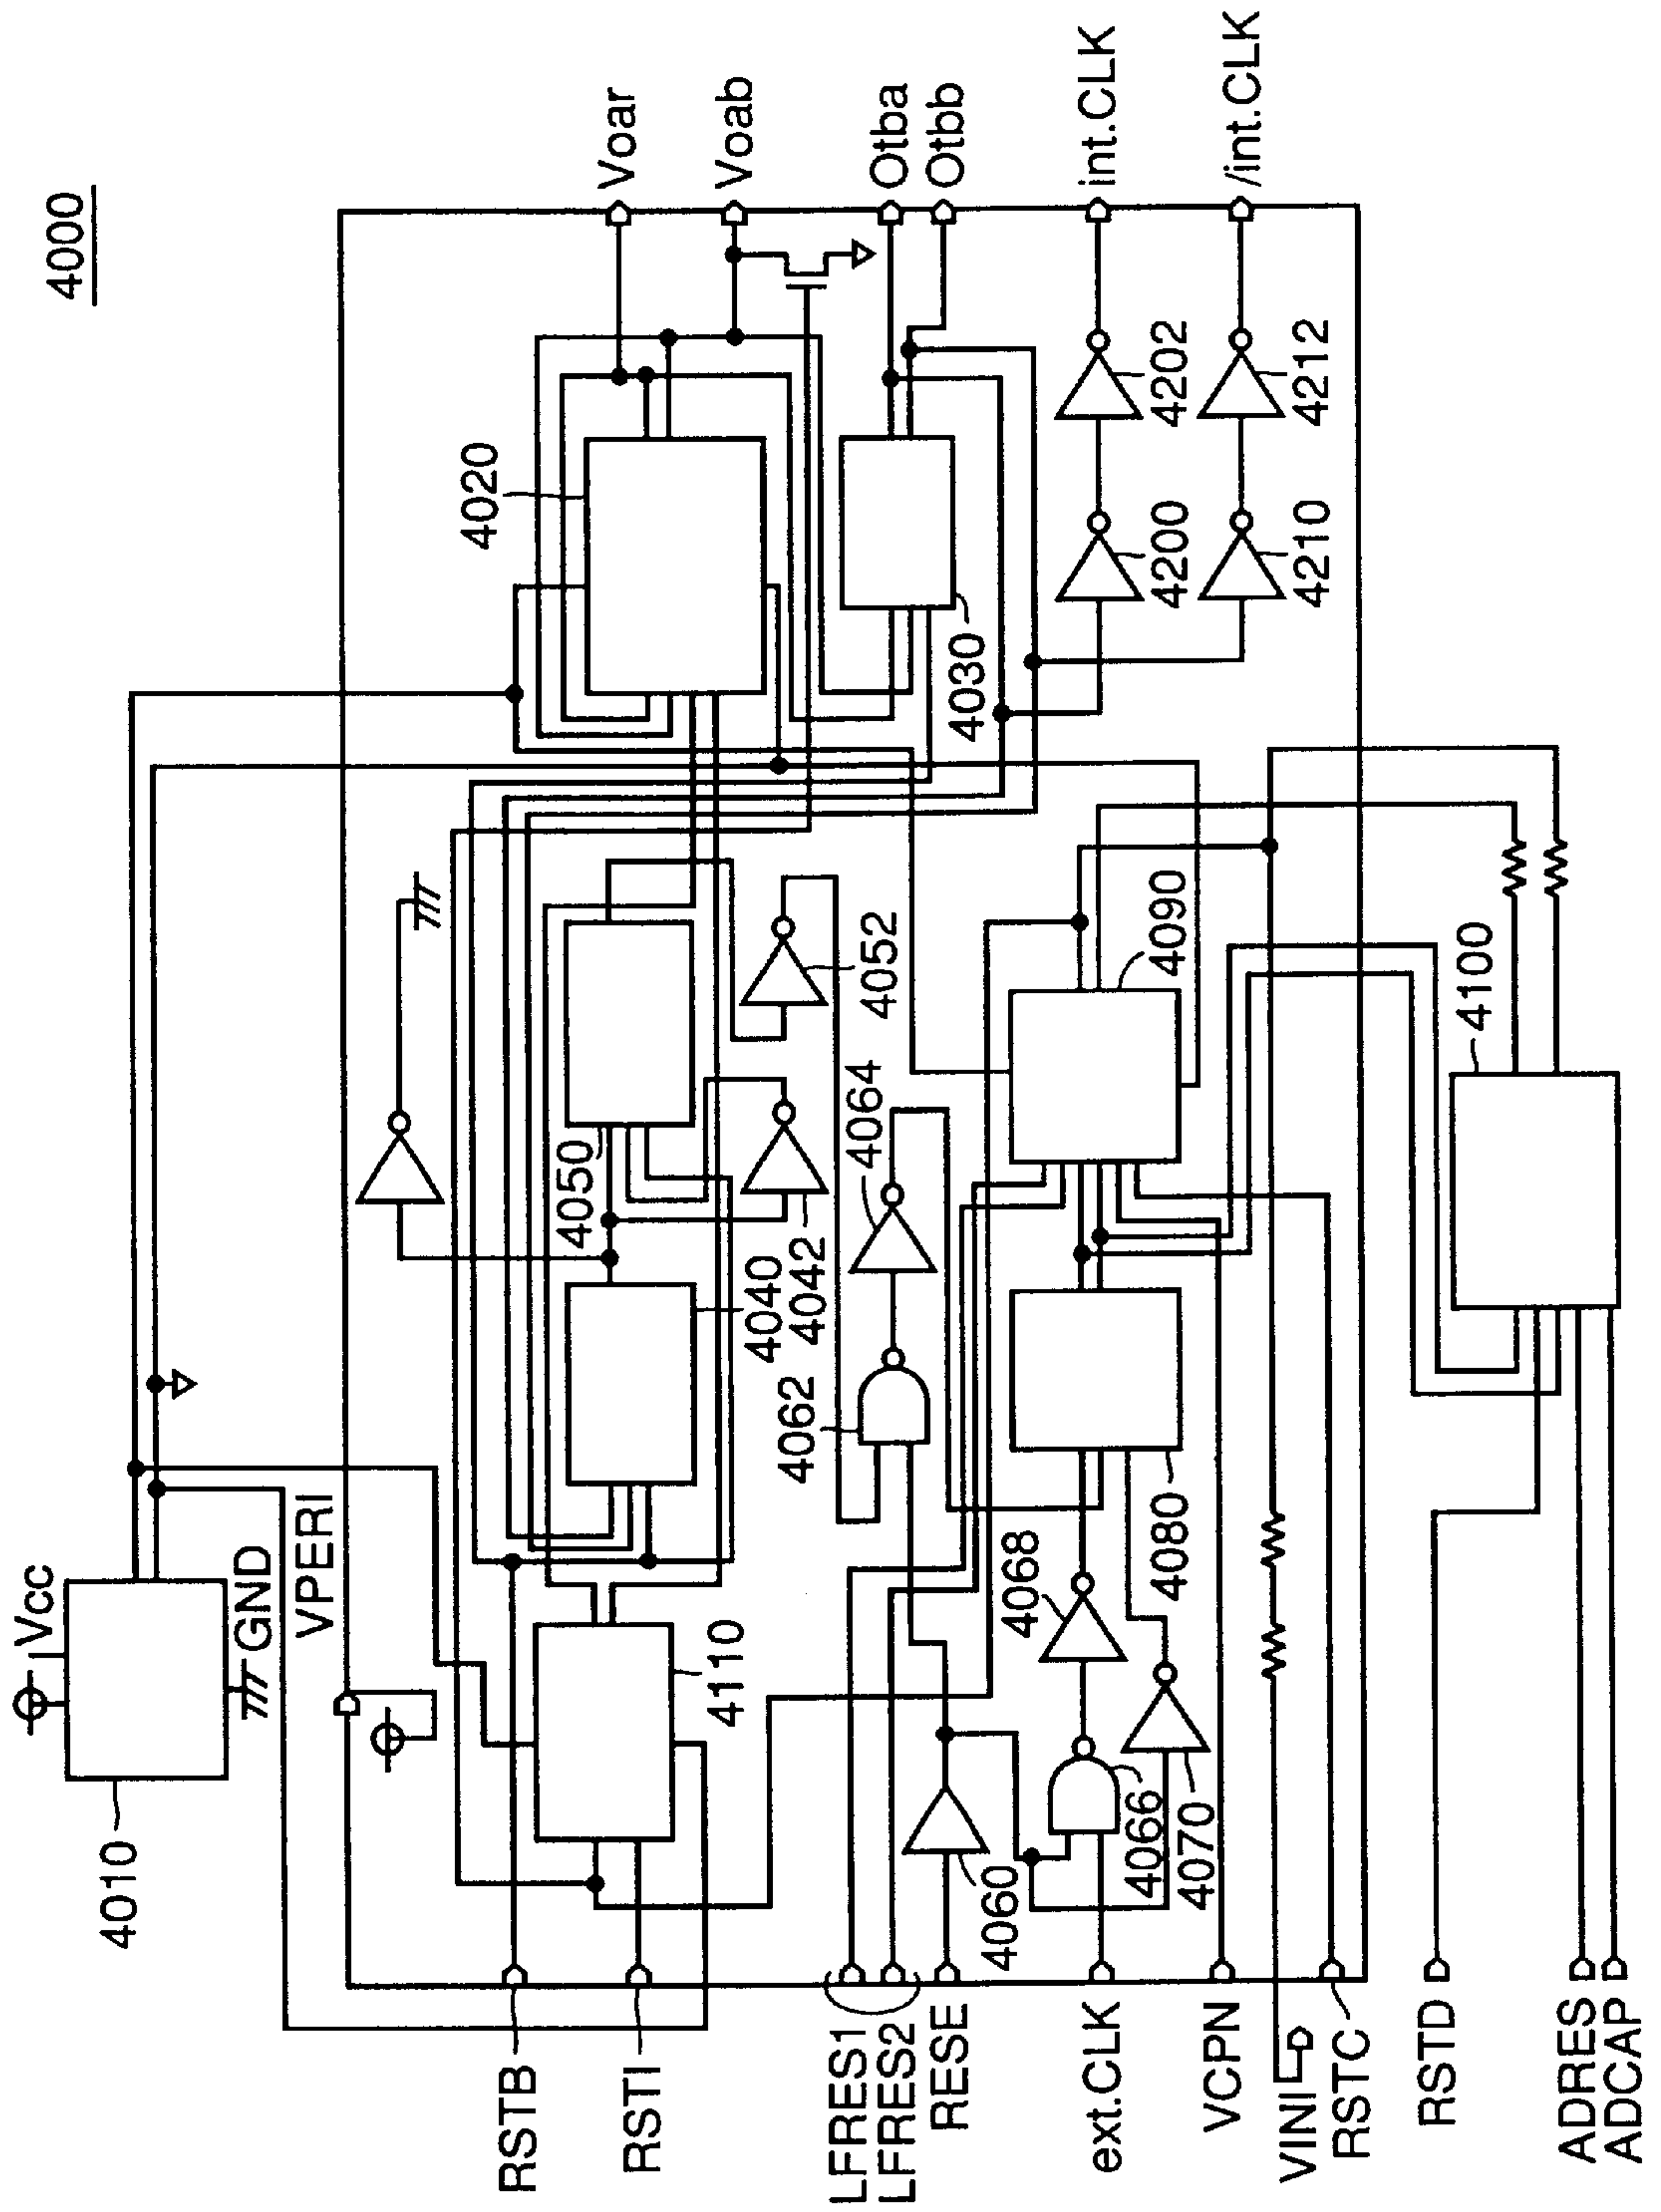 4000
Vcc
GND
VPERI
4010
4020
Voar
Voab
Otba
Otbb
int.CLK
/int.CLK
4030
4202
4212
4200
4210
4050
4052
4040
4042
4062
4064
4090
4100
4110
4068
4080
4060
4066
4070
RSTB
RSTI
LFRES1
LFRES2
RESE
ext.CLK
VCPN
VINI
RSTC
RSTD
ADRES
ADCAP